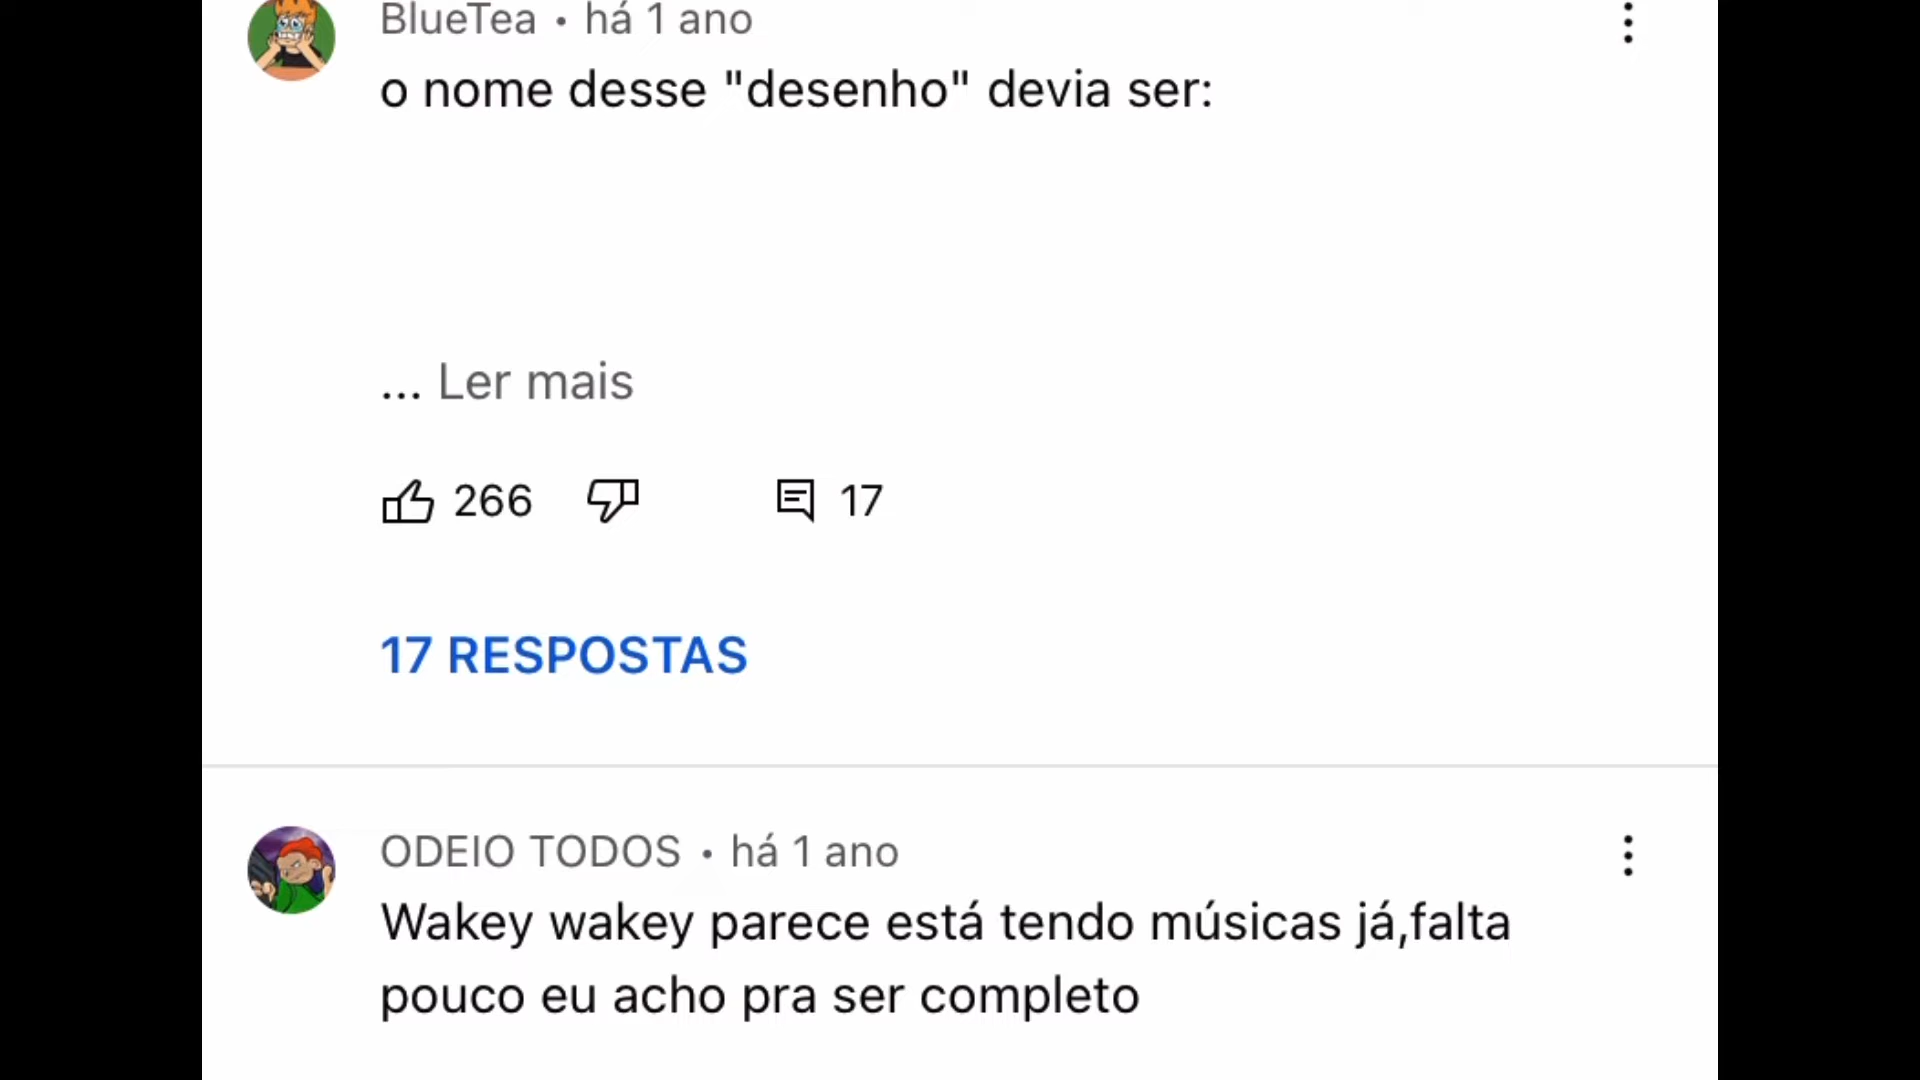 BlueTea • há 1 ano
o nome desse "desenho" devia ser:
... Ler mais
266 17
17 RESPOSTAS
ODEIO TODOS • há 1 ano
Wakey wakey parece está tendo músicas já,falta
pouco eu acho pra ser completo